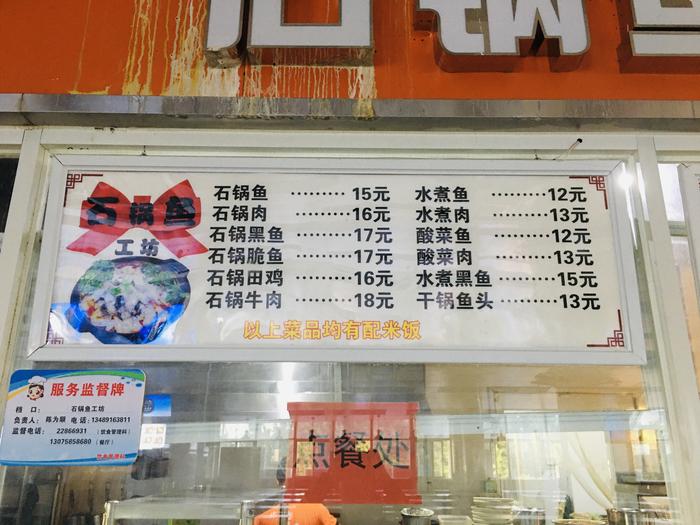 石锅鱼
石锅鱼
工坊
石锅鱼 ········· 15元
石锅肉 ········· 16元
石锅黑鱼 ········· 17元
石锅脆鱼 ········· 17元
石锅田鸡 ········· 16元
石锅牛肉 ········· 18元
水煮鱼 ········· 12元
水煮肉 ········· 13元
酸菜鱼 ········· 12元
酸菜肉 ········· 13元
水煮黑鱼 ········· 15元
干锅鱼头 ········· 13元
以上菜品均有配米饭
服务监督牌
档 口: 石锅鱼工坊
负责人: 陈为顺 电话: 13489163811
监督电话: 22866931 (饮食管理科)
13075858680 (餐厅)
点餐处